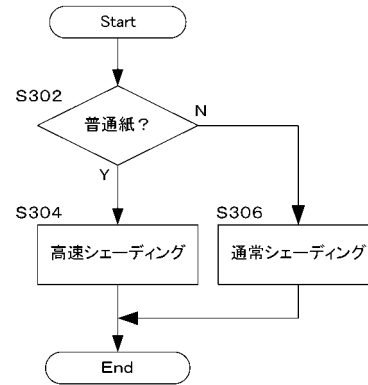 Start
S302
普通紙？
N
Y
S304
高速シェーディング
S306
通常シェーディング
End